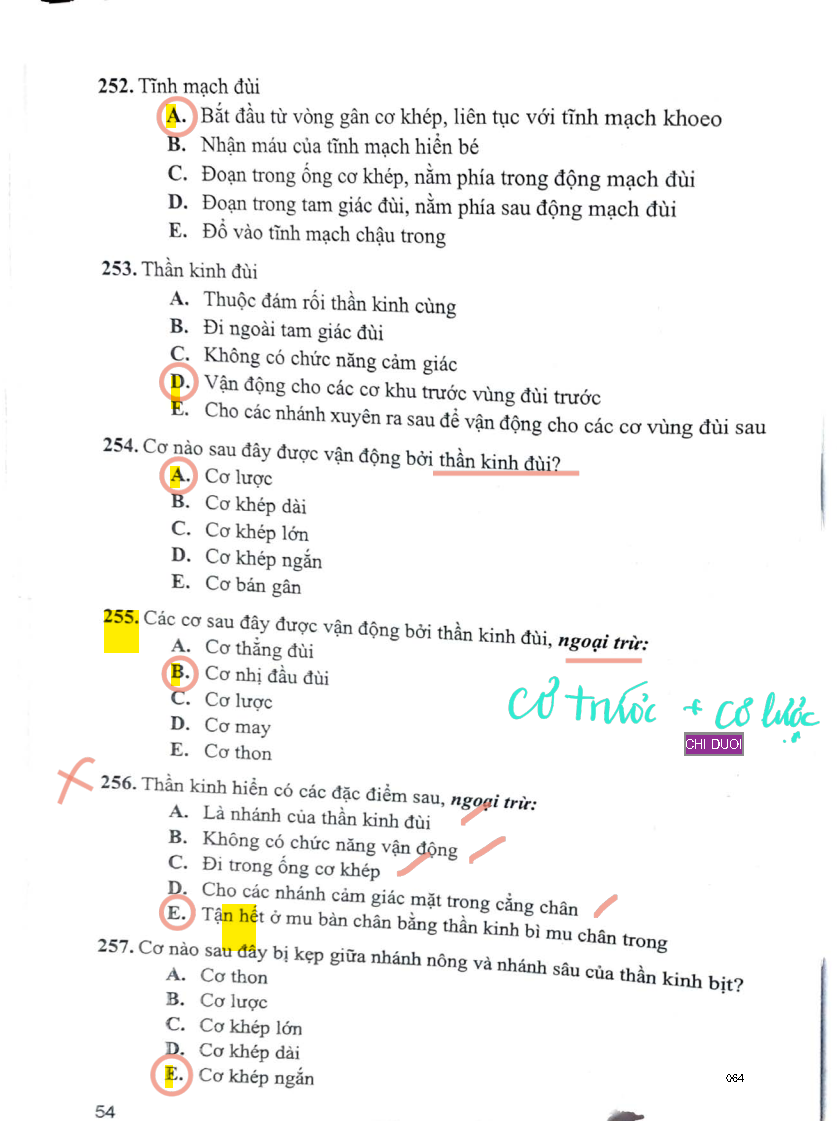 252. Tĩnh mạch đùi
A. Bắt đầu từ vòng gân cơ khép, liên tục với tĩnh mạch khoeo
B. Nhận máu của tĩnh mạch hiển bé
C. Đoạn trong ống cơ khép, nằm phía trong động mạch đùi
D. Đoạn trong tam giác đùi, nằm phía sau động mạch đùi
E. Đổ vào tĩnh mạch chậu trong
253. Thần kinh đùi
A. Thuộc đám rối thần kinh cùng
B. Đi ngoài tam giác đùi
C. Không có chức năng cảm giác
D. Vận động cho các cơ khu trước vùng đùi trước
E. Cho các nhánh xuyên ra sau để vận động cho các cơ vùng đùi sau
254. Cơ nào sau đây được vận động bởi thần kinh đùi?
A. Cơ lược
B. Cơ khép dài
C. Cơ khép lớn
D. Cơ khép ngắn
E. Cơ bán gân
255. Các cơ sau đây được vận động bởi thần kinh đùi, ngoại trừ:
A. Cơ thẳng đùi
B. Cơ nhị đầu đùi
C. Cơ lược
D. Cơ may
E. Cơ thon
cơ trước + cơ lược
CHI DUOI
256. Thần kinh hiển có các đặc điểm sau, ngoại trừ:
A. Là nhánh của thần kinh đùi
B. Không có chức năng vận động
C. Đi trong ống cơ khép
D. Cho các nhánh cảm giác mặt trong cẳng chân
E. Tận hết ở mu bàn chân bằng thần kinh bì mu chân trong
257. Cơ nào sau đây bị kẹp giữa nhánh nông và nhánh sâu của thần kinh bịt?
A. Cơ thon
B. Cơ lược
C. Cơ khép lớn
D. Cơ khép dài
E. Cơ khép ngắn
064
54